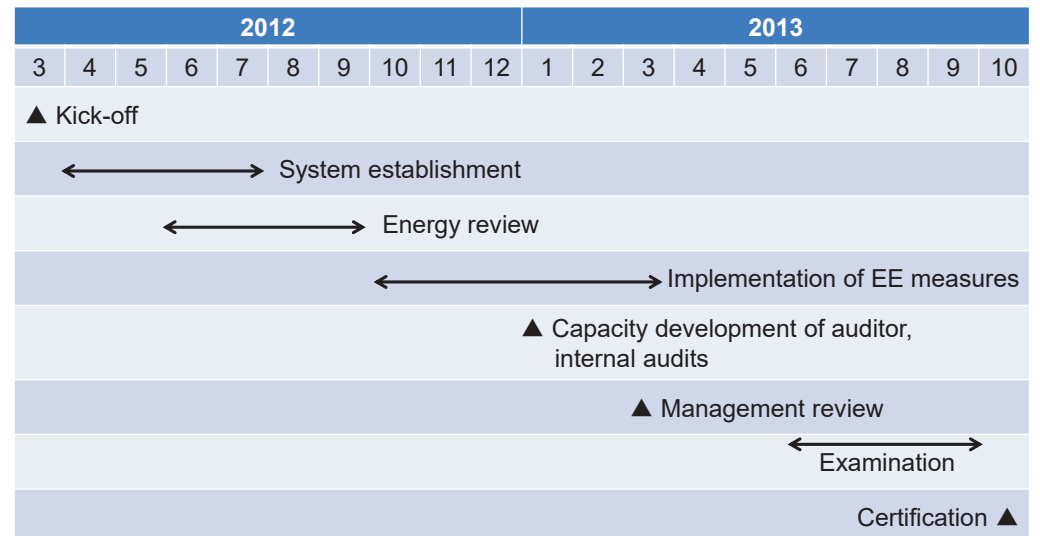 2012 2013
3 4 5 6 7 8 9 10 11 12 1 2 3 4 5 6 7 8 9 10
▲ Kick-off
System establishment
Energy review
Implementation of EE measures
▲ Capacity development of auditor,
internal audits
▲ Management review
Examination
Certification ▲